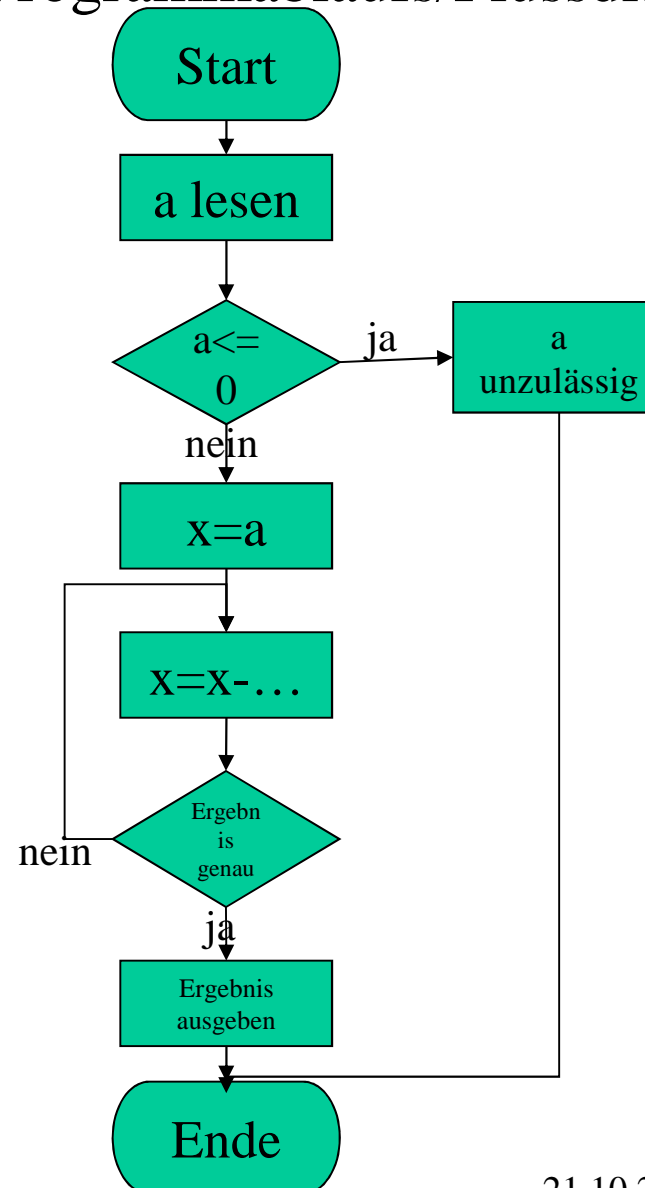 Start
a lesen
a<=
0
ja
a
unzulässig
nein
x=a
x=x-…
Ergebn
is
genau
nein
ja
Ergebnis
ausgeben
Ende